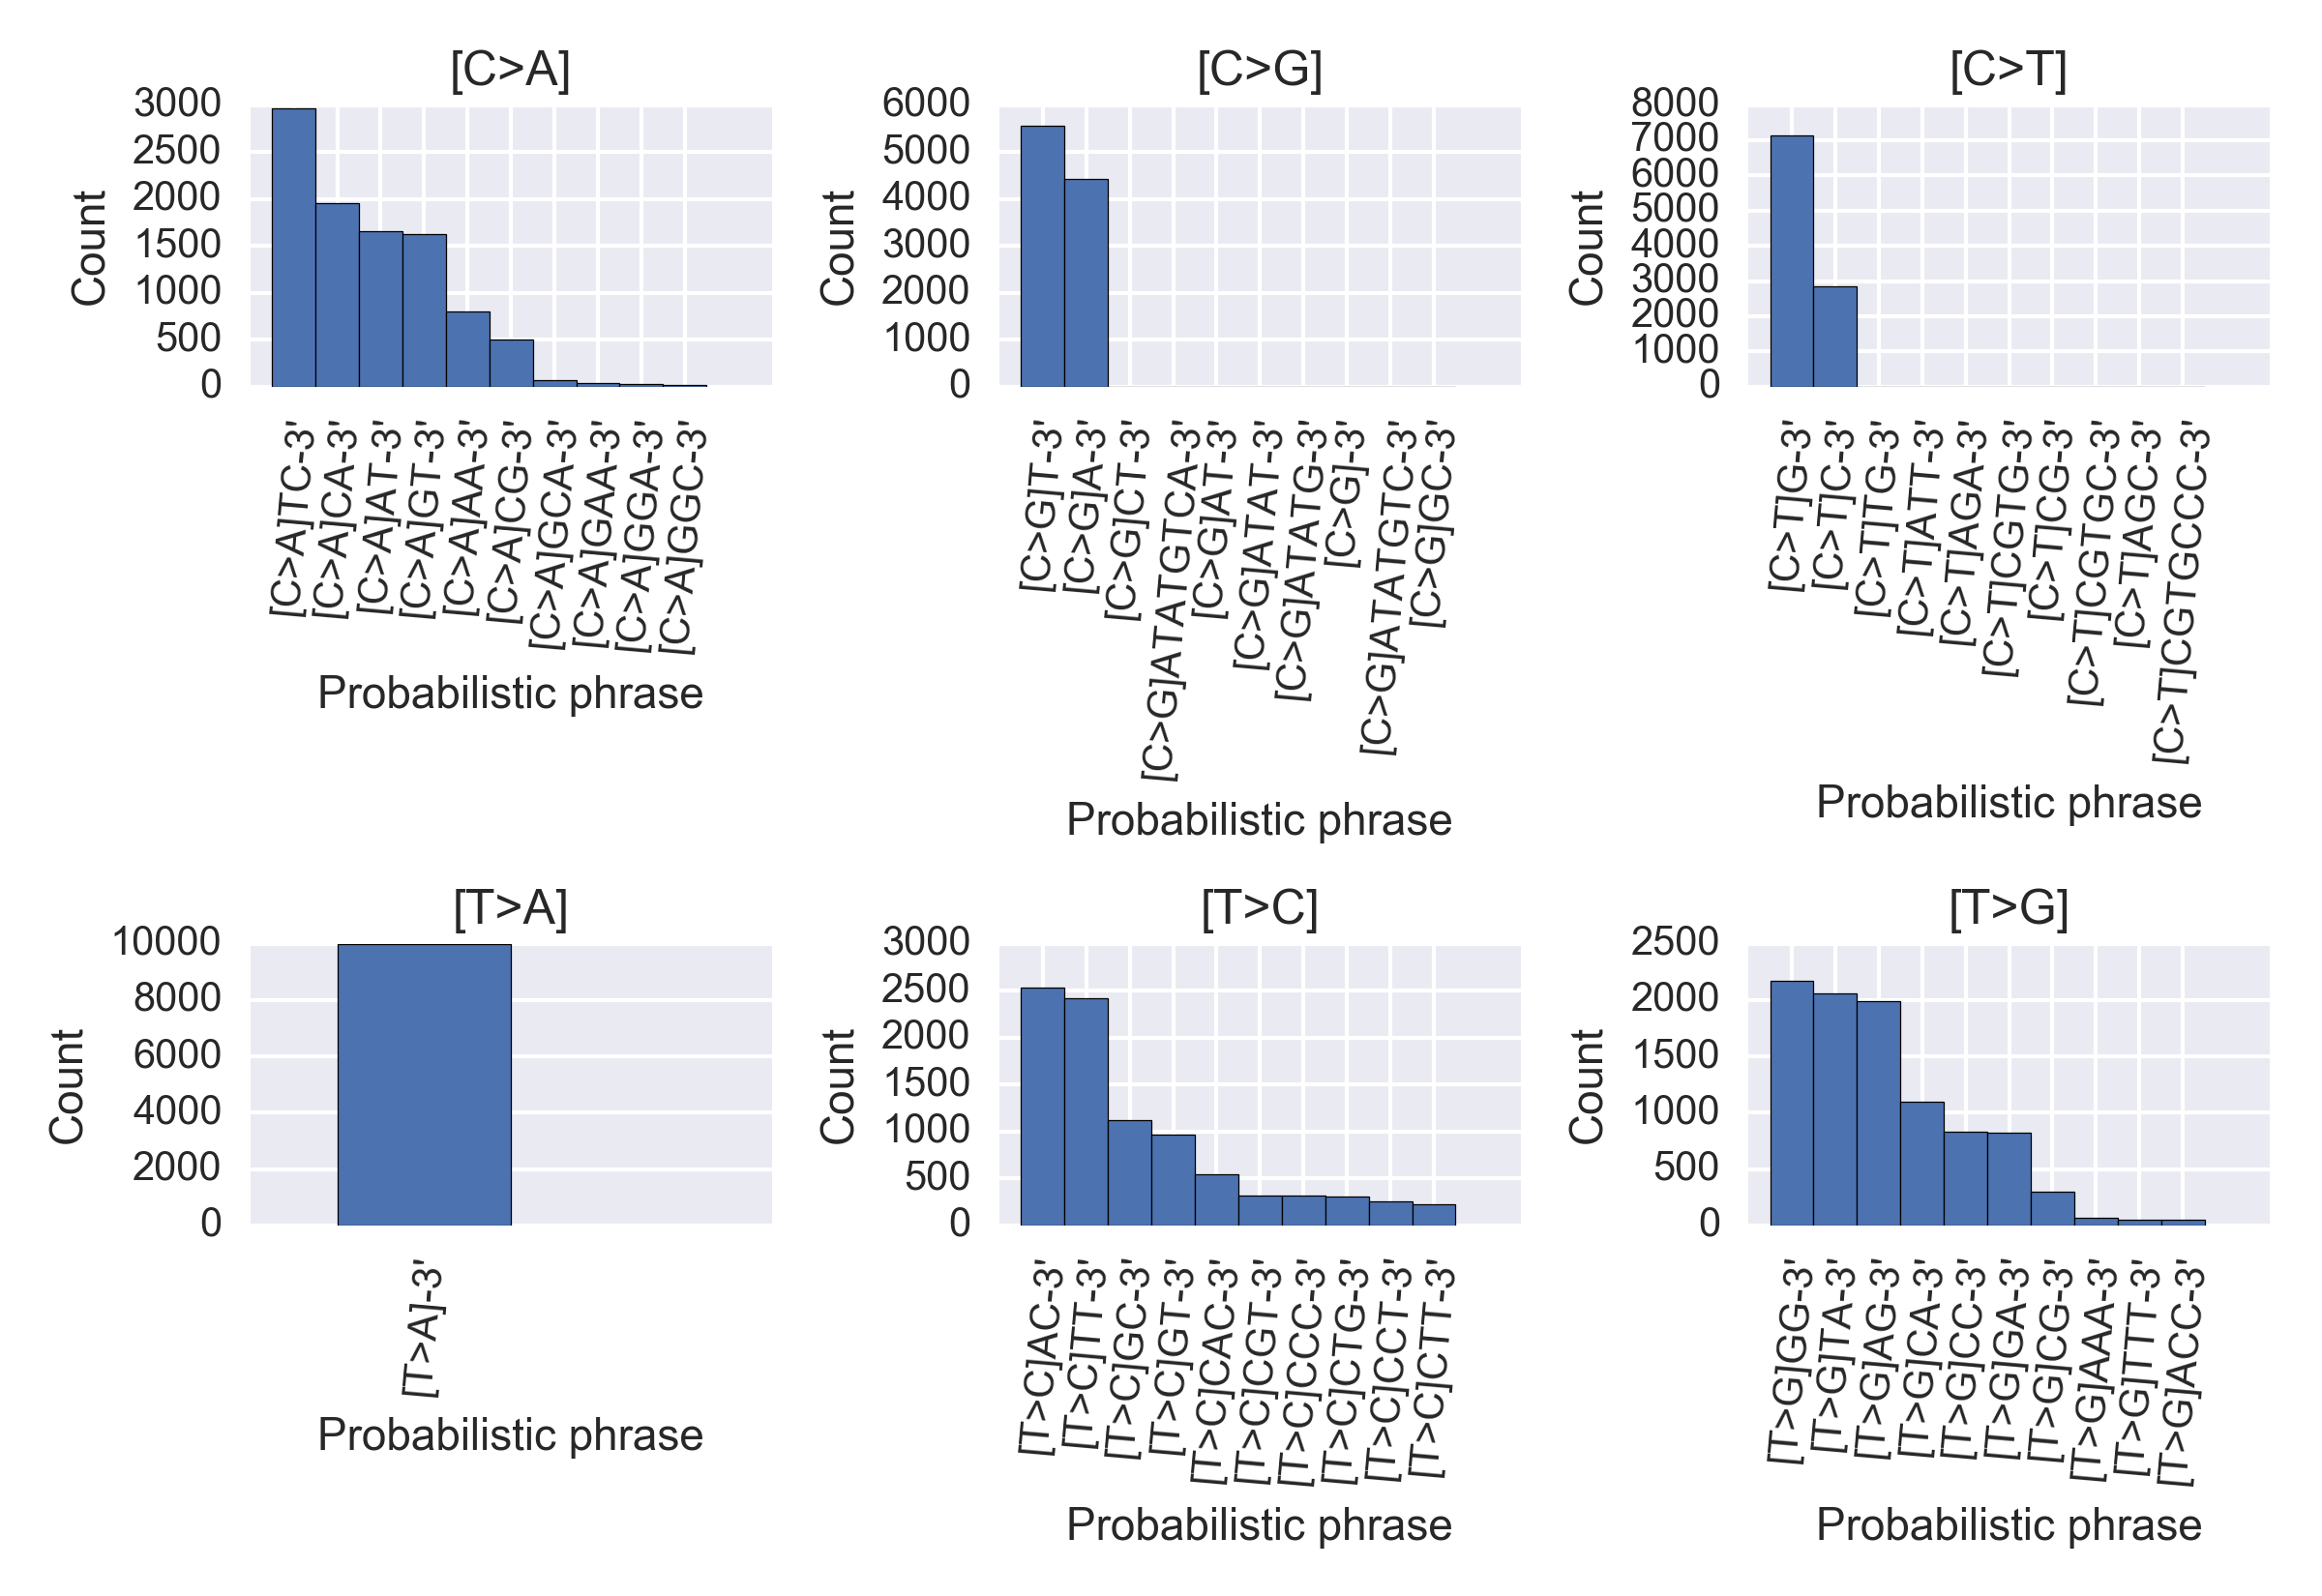 [C>A]
3000
2500
2000
1500
1000
500
0
Count
[C>A]TC-3'
[C>A]CA-3'
[C>A]AT-3'
[C>A]GT-3'
[C>A]AA-3'
[C>A]CG-3'
[C>A]GCA-3'
[C>A]GAA-3'
[C>A]GGA-3'
[C>A]GGC-3'
Probabilistic phrase
[C>G]
6000
5000
4000
3000
2000
1000
0
Count
[C>G]T-3'
[C>G]A-3'
[C>G]CT-3'
[C>G]ATATGTCA-3'
[C>G]AT-3'
[C>G]ATAT-3'
[C>G]ATATG-3'
[C>G]-3'
[C>G]ATATGTC-3'
[C>G]GC-3'
Probabilistic phrase
[C>T]
8000
7000
6000
5000
4000
3000
2000
1000
0
Count
[C>T]G-3'
[C>T]C-3'
[C>T]TG-3'
[C>T]ATT-3'
[C>T]AGA-3'
[C>T]CGTG-3'
[C>T]CG-3'
[C>T]CGTGC-3'
[C>T]AGC-3'
[C>T]CGTGCCC-3'
Probabilistic phrase
[T>A]
10000
8000
6000
4000
2000
0
Count
[T>A]-3'
Probabilistic phrase
[T>C]
3000
2500
2000
1500
1000
500
0
Count
[T>C]AC-3'
[T>C]TT-3'
[T>C]GC-3'
[T>C]GT-3'
[T>C]CAC-3'
[T>C]CGT-3'
[T>C]CCC-3'
[T>C]CTG-3'
[T>C]CCT-3'
[T>C]CTT-3'
Probabilistic phrase
[T>G]
2500
2000
1500
1000
500
0
Count
[T>G]GG-3'
[T>G]TA-3'
[T>G]AG-3'
[T>G]CA-3'
[T>G]CC-3'
[T>G]GA-3'
[T>G]CG-3'
[T>G]AAA-3'
[T>G]TTT-3'
[T>G]ACC-3'
Probabilistic phrase